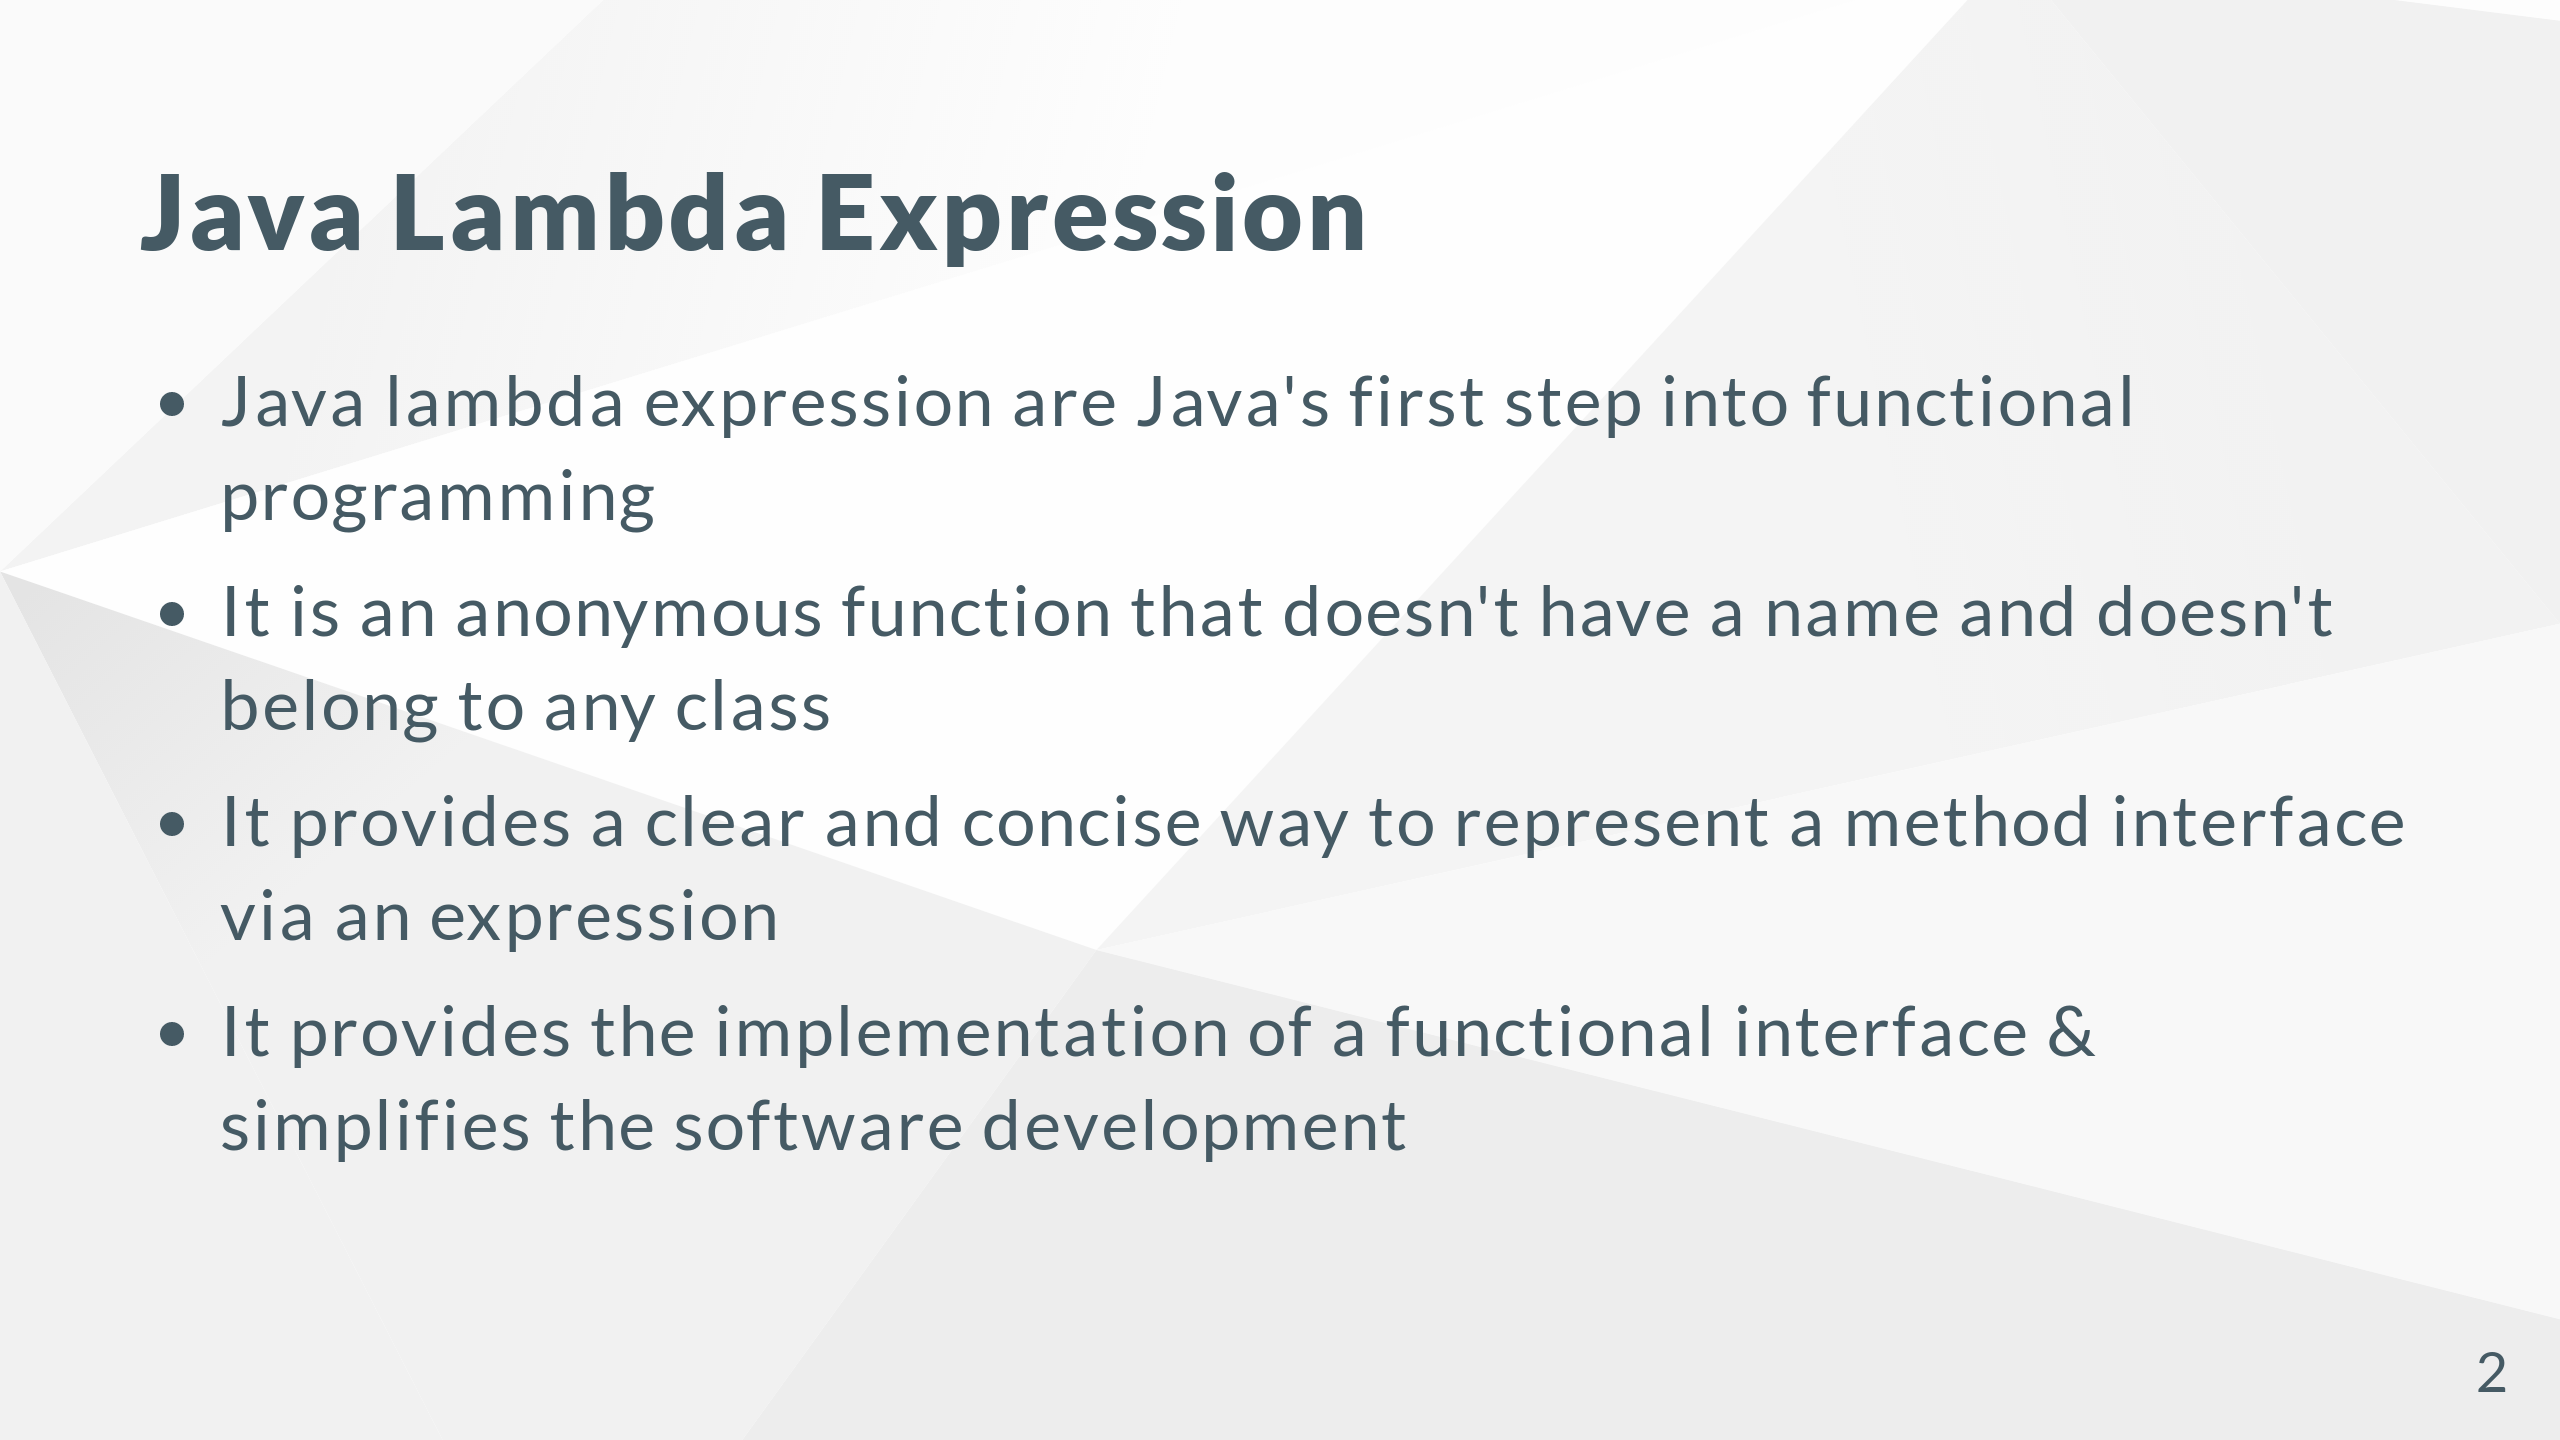 Java Lambda Expression
• Java lambda expression are Java's first step into functional
programming
• It is an anonymous function that doesn't have a name and doesn't
belong to any class
• It provides a clear and concise way to represent a method interface
via an expression
• It provides the implementation of a functional interface &
simplifies the software development
2